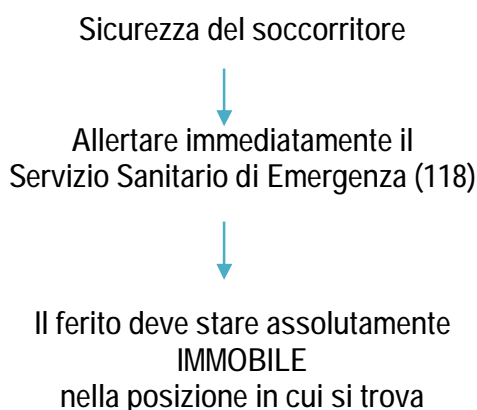 Sicurezza del soccorritore
Allertare immediatamente il
Servizio Sanitario di Emergenza (118)
Il ferito deve stare assolutamente
IMMOBILE
nella posizione in cui si trova